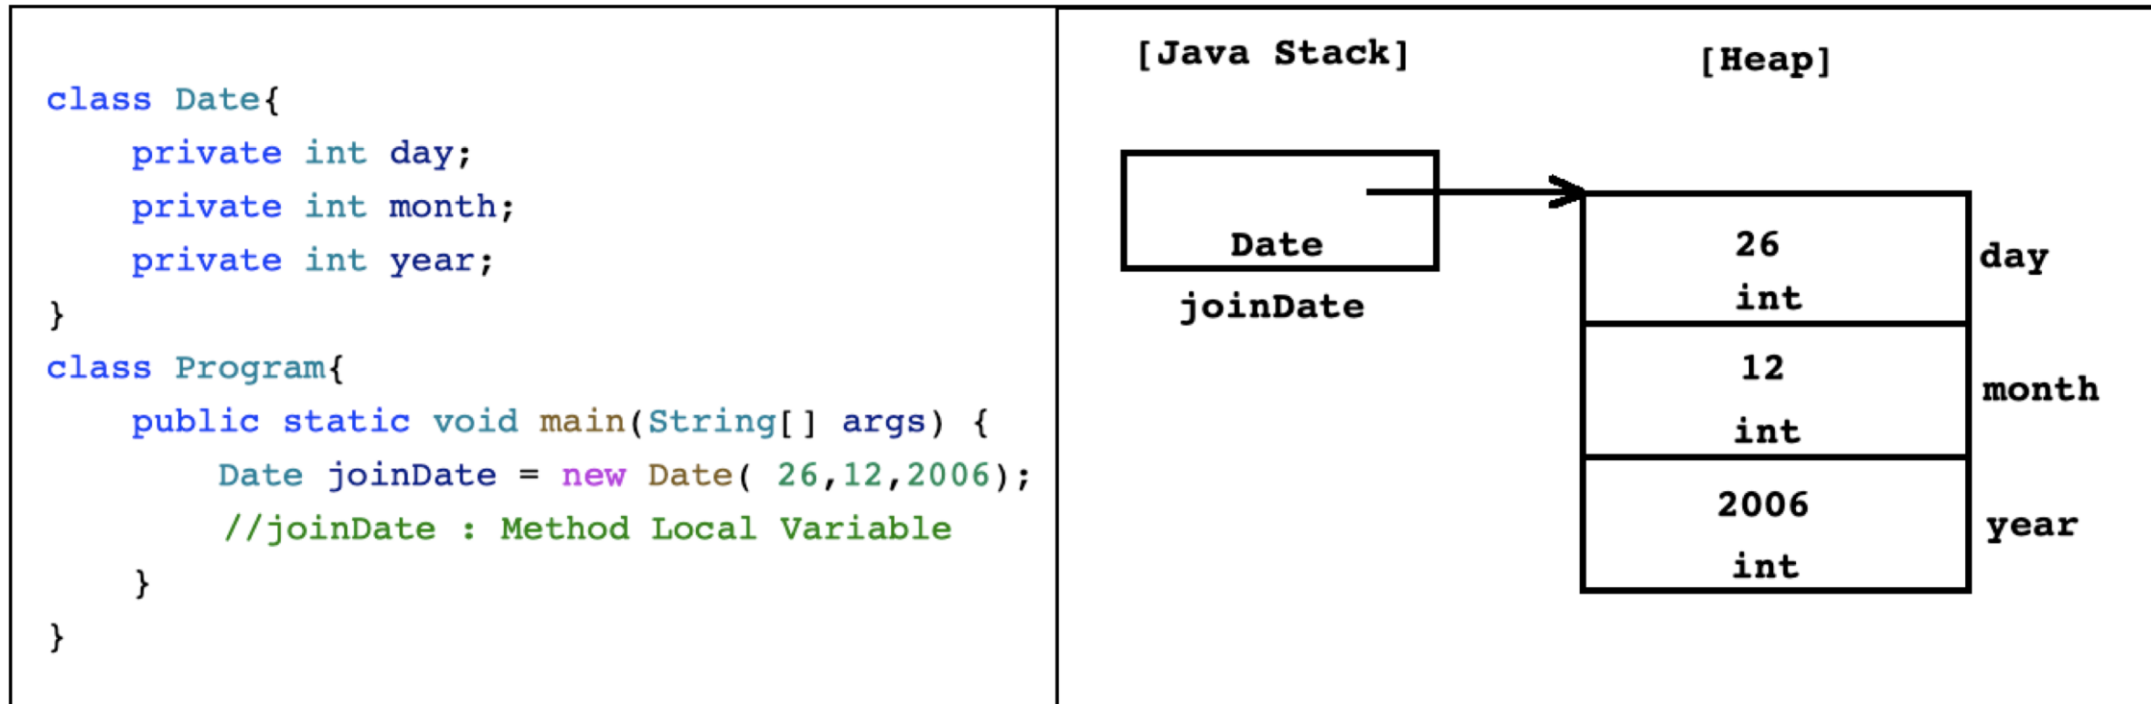 class Date{
private int day;
private int month;
private int year;
}
class Program{
public static void main(String[] args) {
Date joinDate = new Date( 26,12,2006);
//joinDate : Method Local Variable
}
}
[Java Stack]
[Heap]
Date
joinDate
26
int
day
12
int
month
2006
int
year